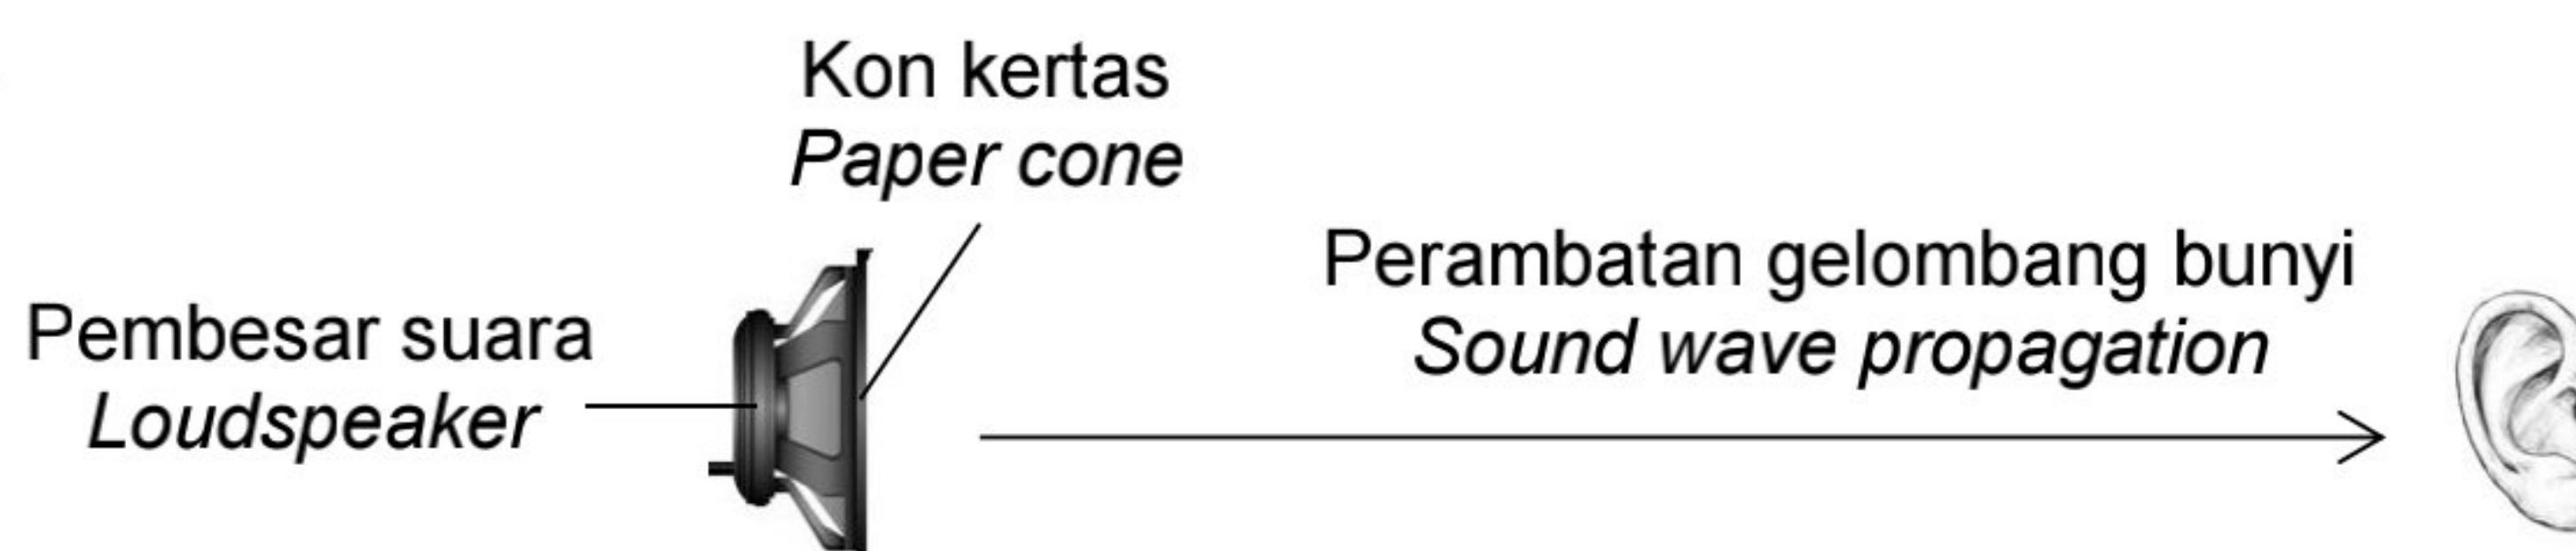 Kon kertas
Paper cone
Perambatan gelombang bunyi
Sound wave propagation
Pembesar suara
Loudspeaker